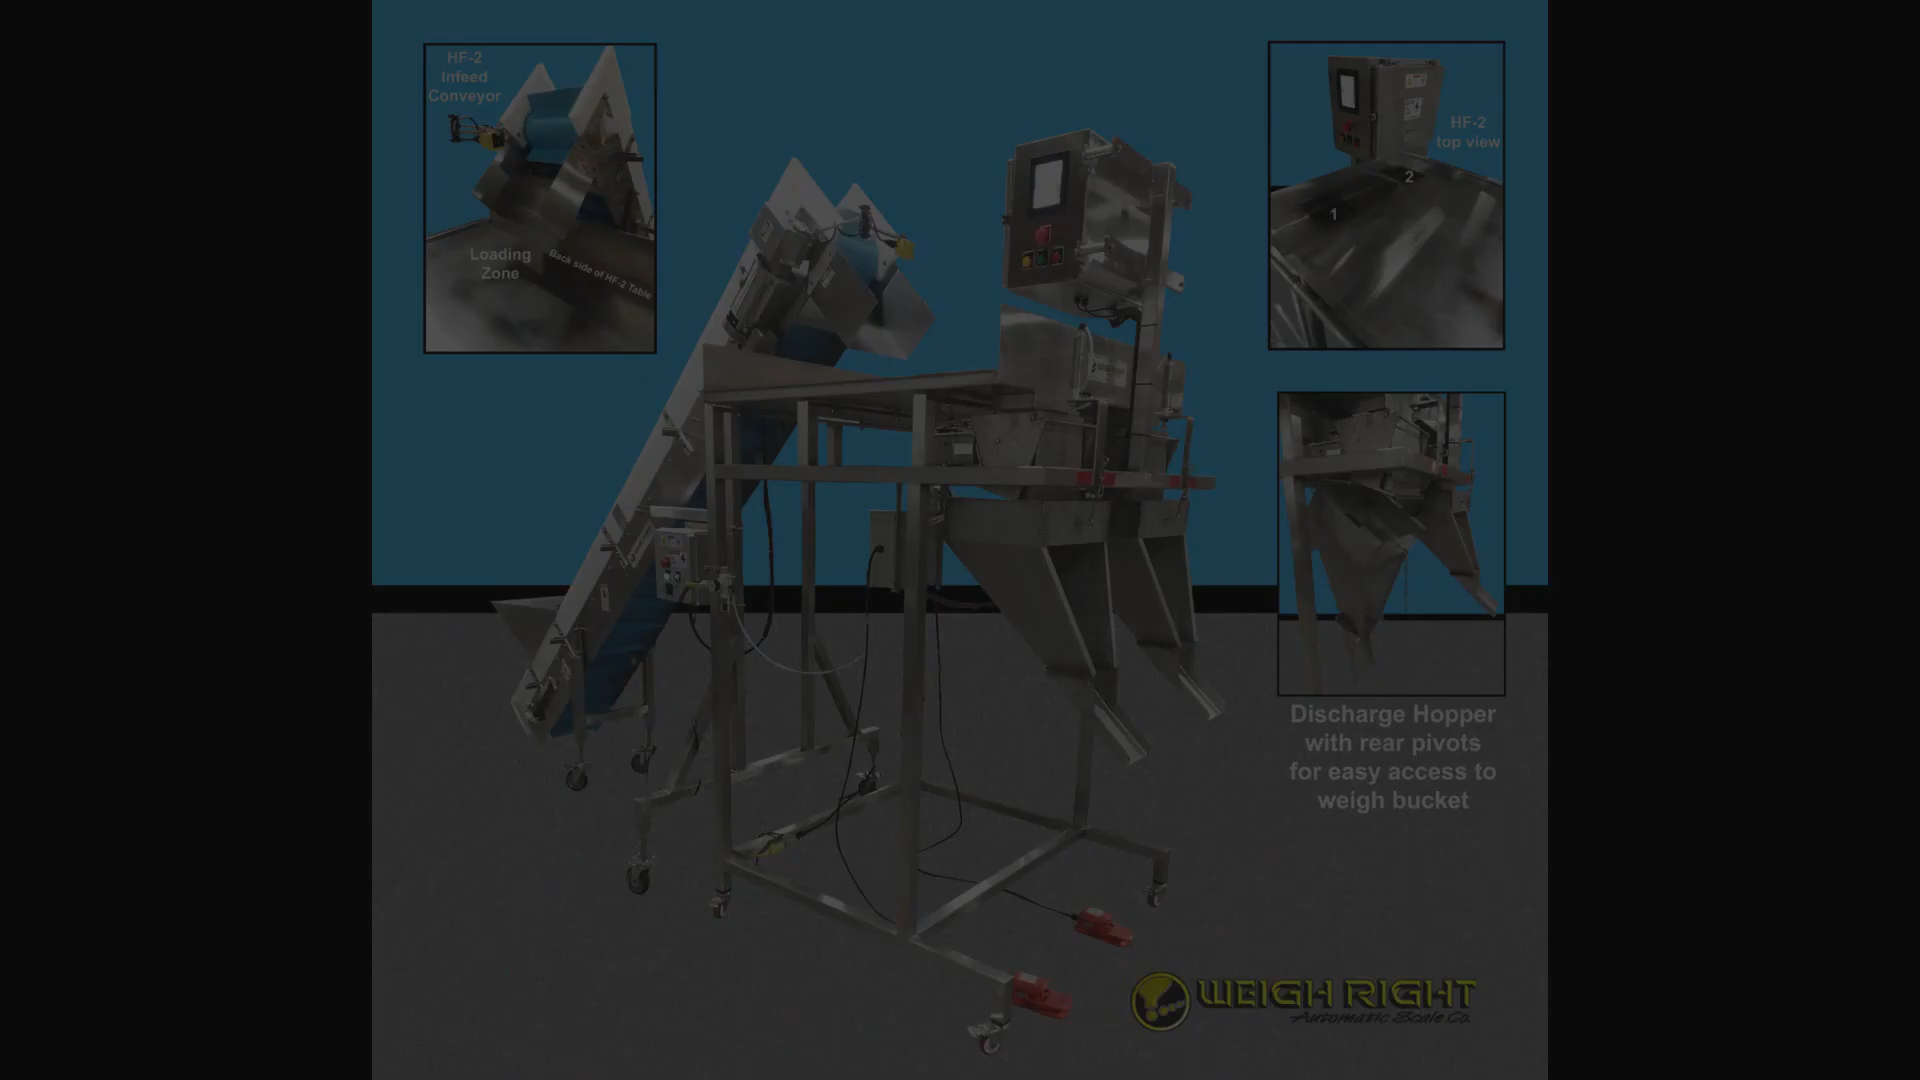 HF-2
Infeed
Conveyor
Loading
Zone
Back side of HF-2 Table
HF-2
top view
2
1
Discharge Hopper
with rear pivots
for easy access to
weigh bucket
WEIGH RIGHT
Automatic Scale Co.